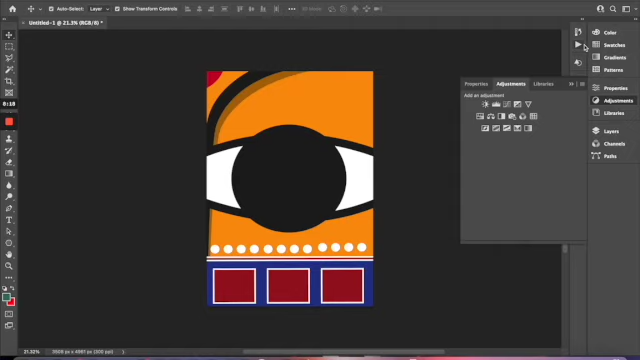 Auto-Select: Layer Show Transform Controls 3D Mode:
Untitled-1 @ 21.3% (RGB/8) *
Color
Swatches
Gradients
Patterns
Properties Adjustments Libraries
Add an adjustment
Properties
Adjustments
Libraries
Layers
Channels
Paths
8:18
21.32% 3508 px x 4961 px (300 ppi)